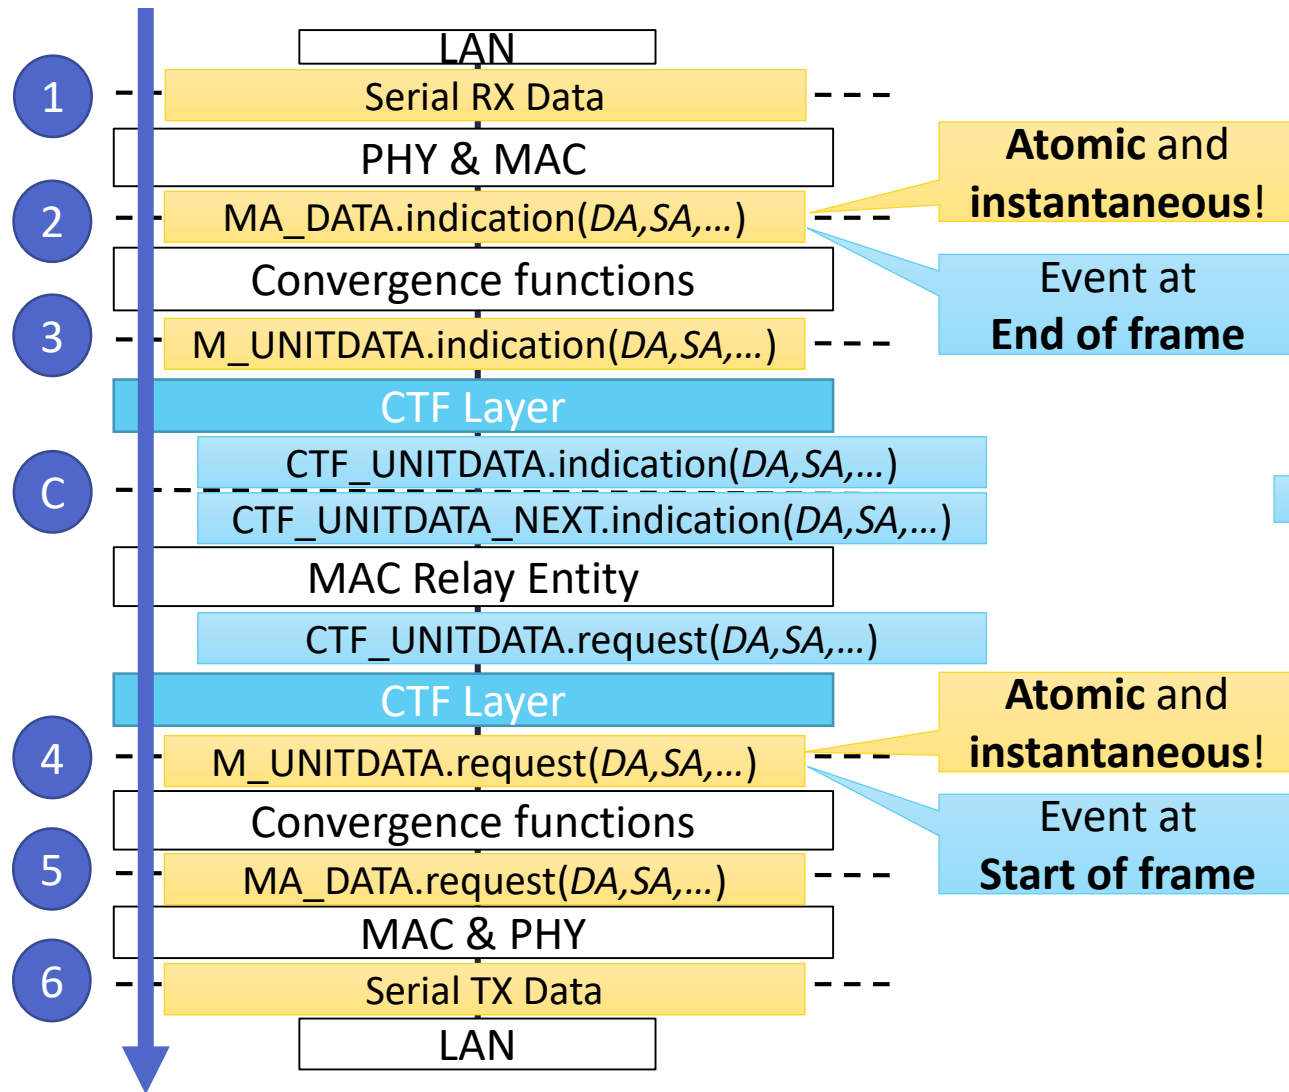 LAN
1
Serial RX Data
PHY & MAC
Atomic and
instantaneous!
2
MA_DATA.indication(DA,SA,...)
Convergence functions
Event at
End of frame
3
M_UNITDATA.indication(DA,SA,...)
CTF Layer
CTF_UNITDATA.indication(DA,SA,...)
C
CTF_UNITDATA_NEXT.indication(DA,SA,...)
MAC Relay Entity
CTF_UNITDATA.request(DA,SA,...)
CTF Layer
Atomic and
instantaneous!
4
M_UNITDATA.request(DA,SA,...)
Convergence functions
Event at
Start of frame
5
MA_DATA.request(DA,SA,...)
MAC & PHY
6
Serial TX Data
LAN